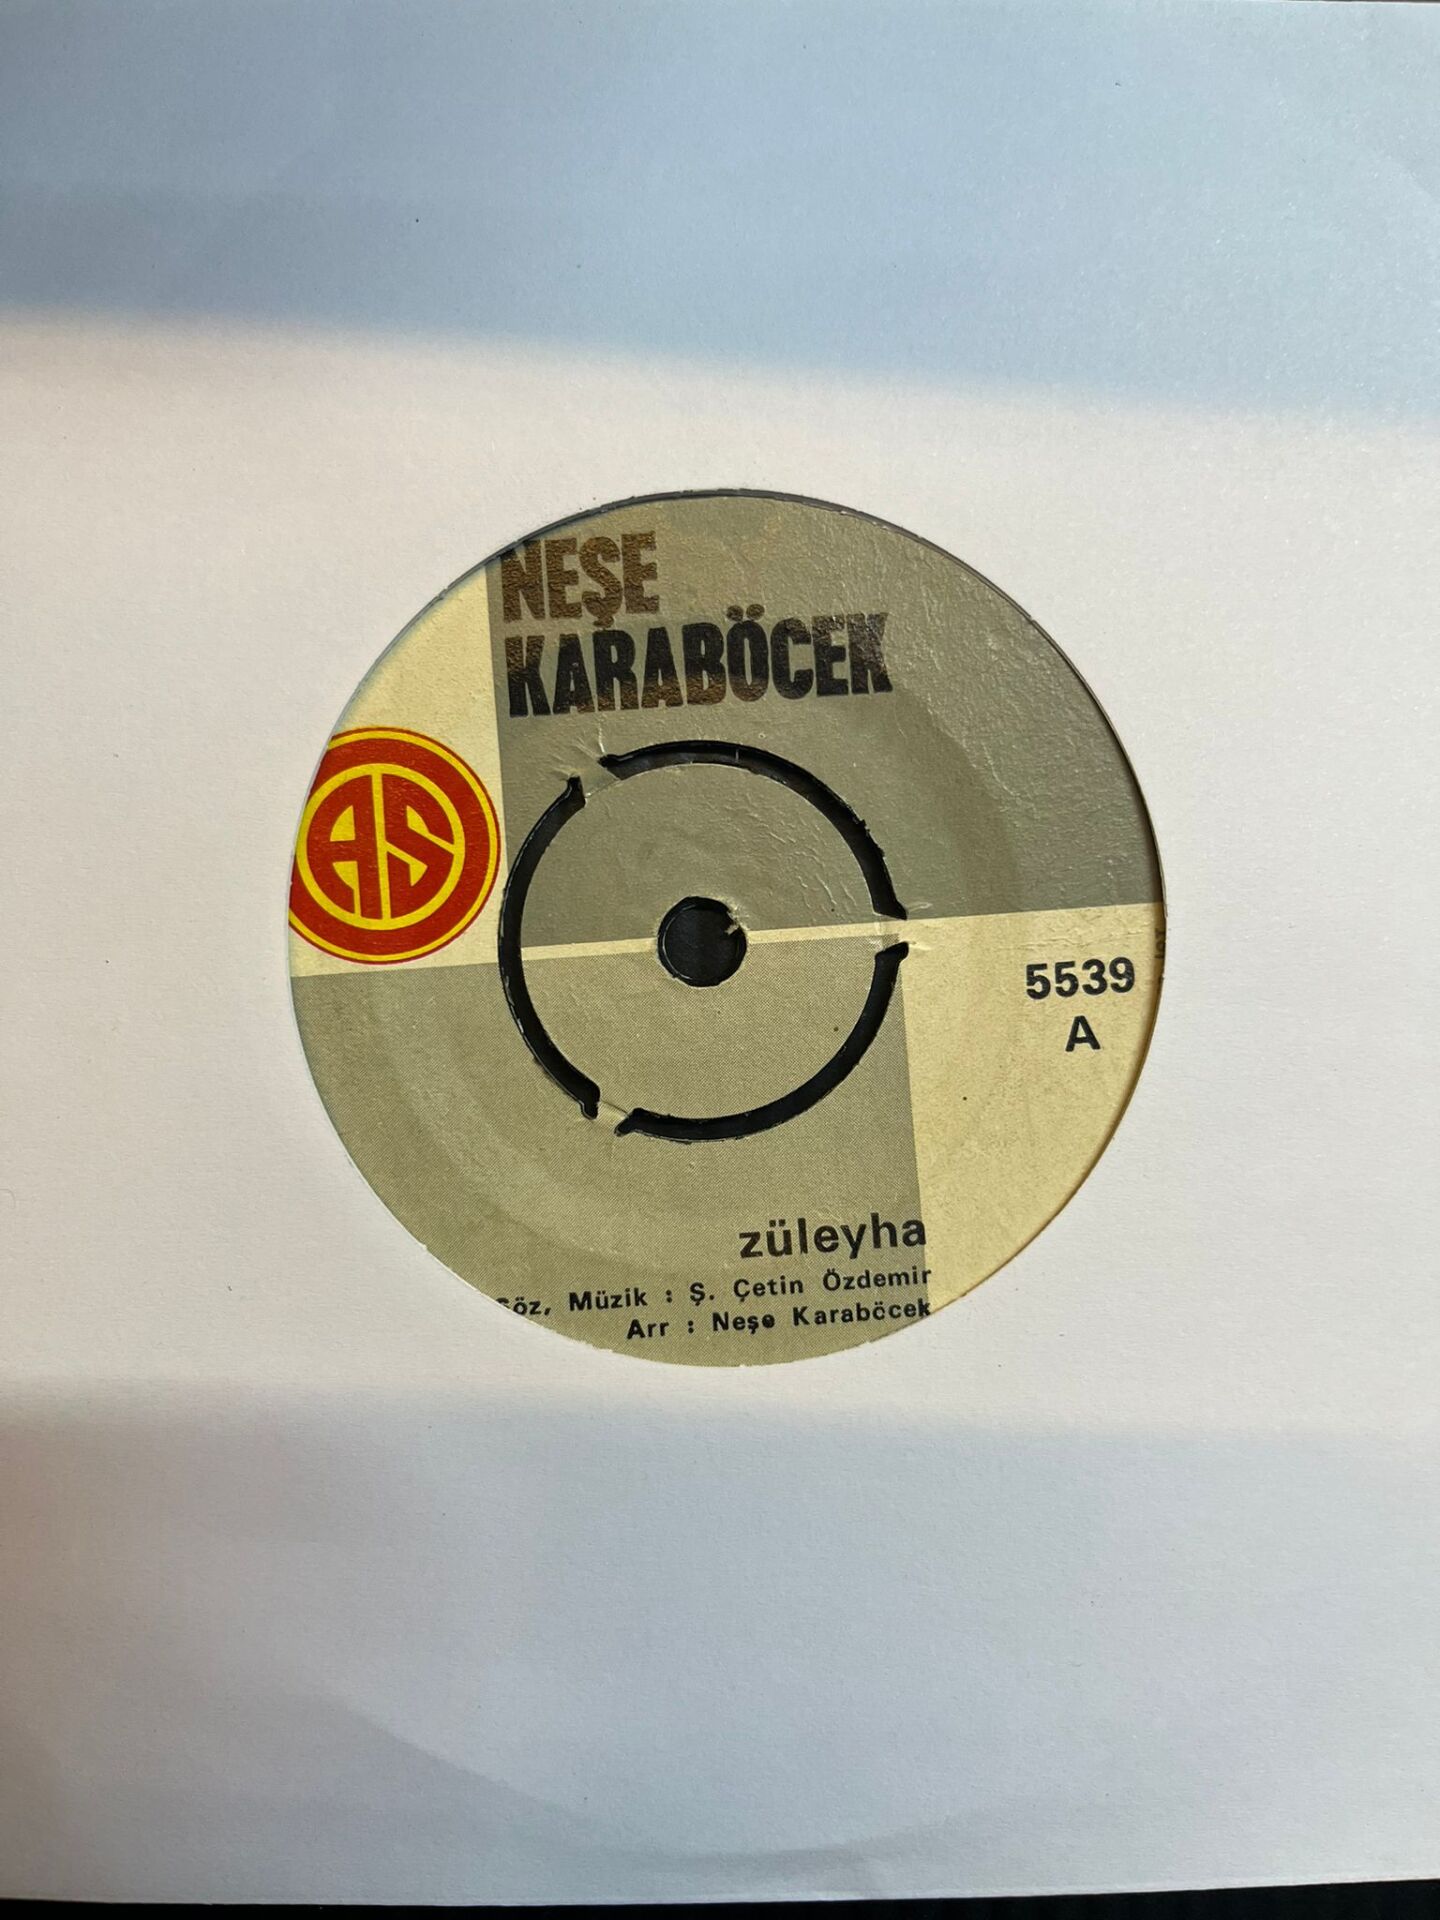 NEŞE
KARABÖCEK
AS
5539
A
züleyha
Söz, Müzik : Ş. Çetin Özdemir
Arr : Neşe Karaböcek